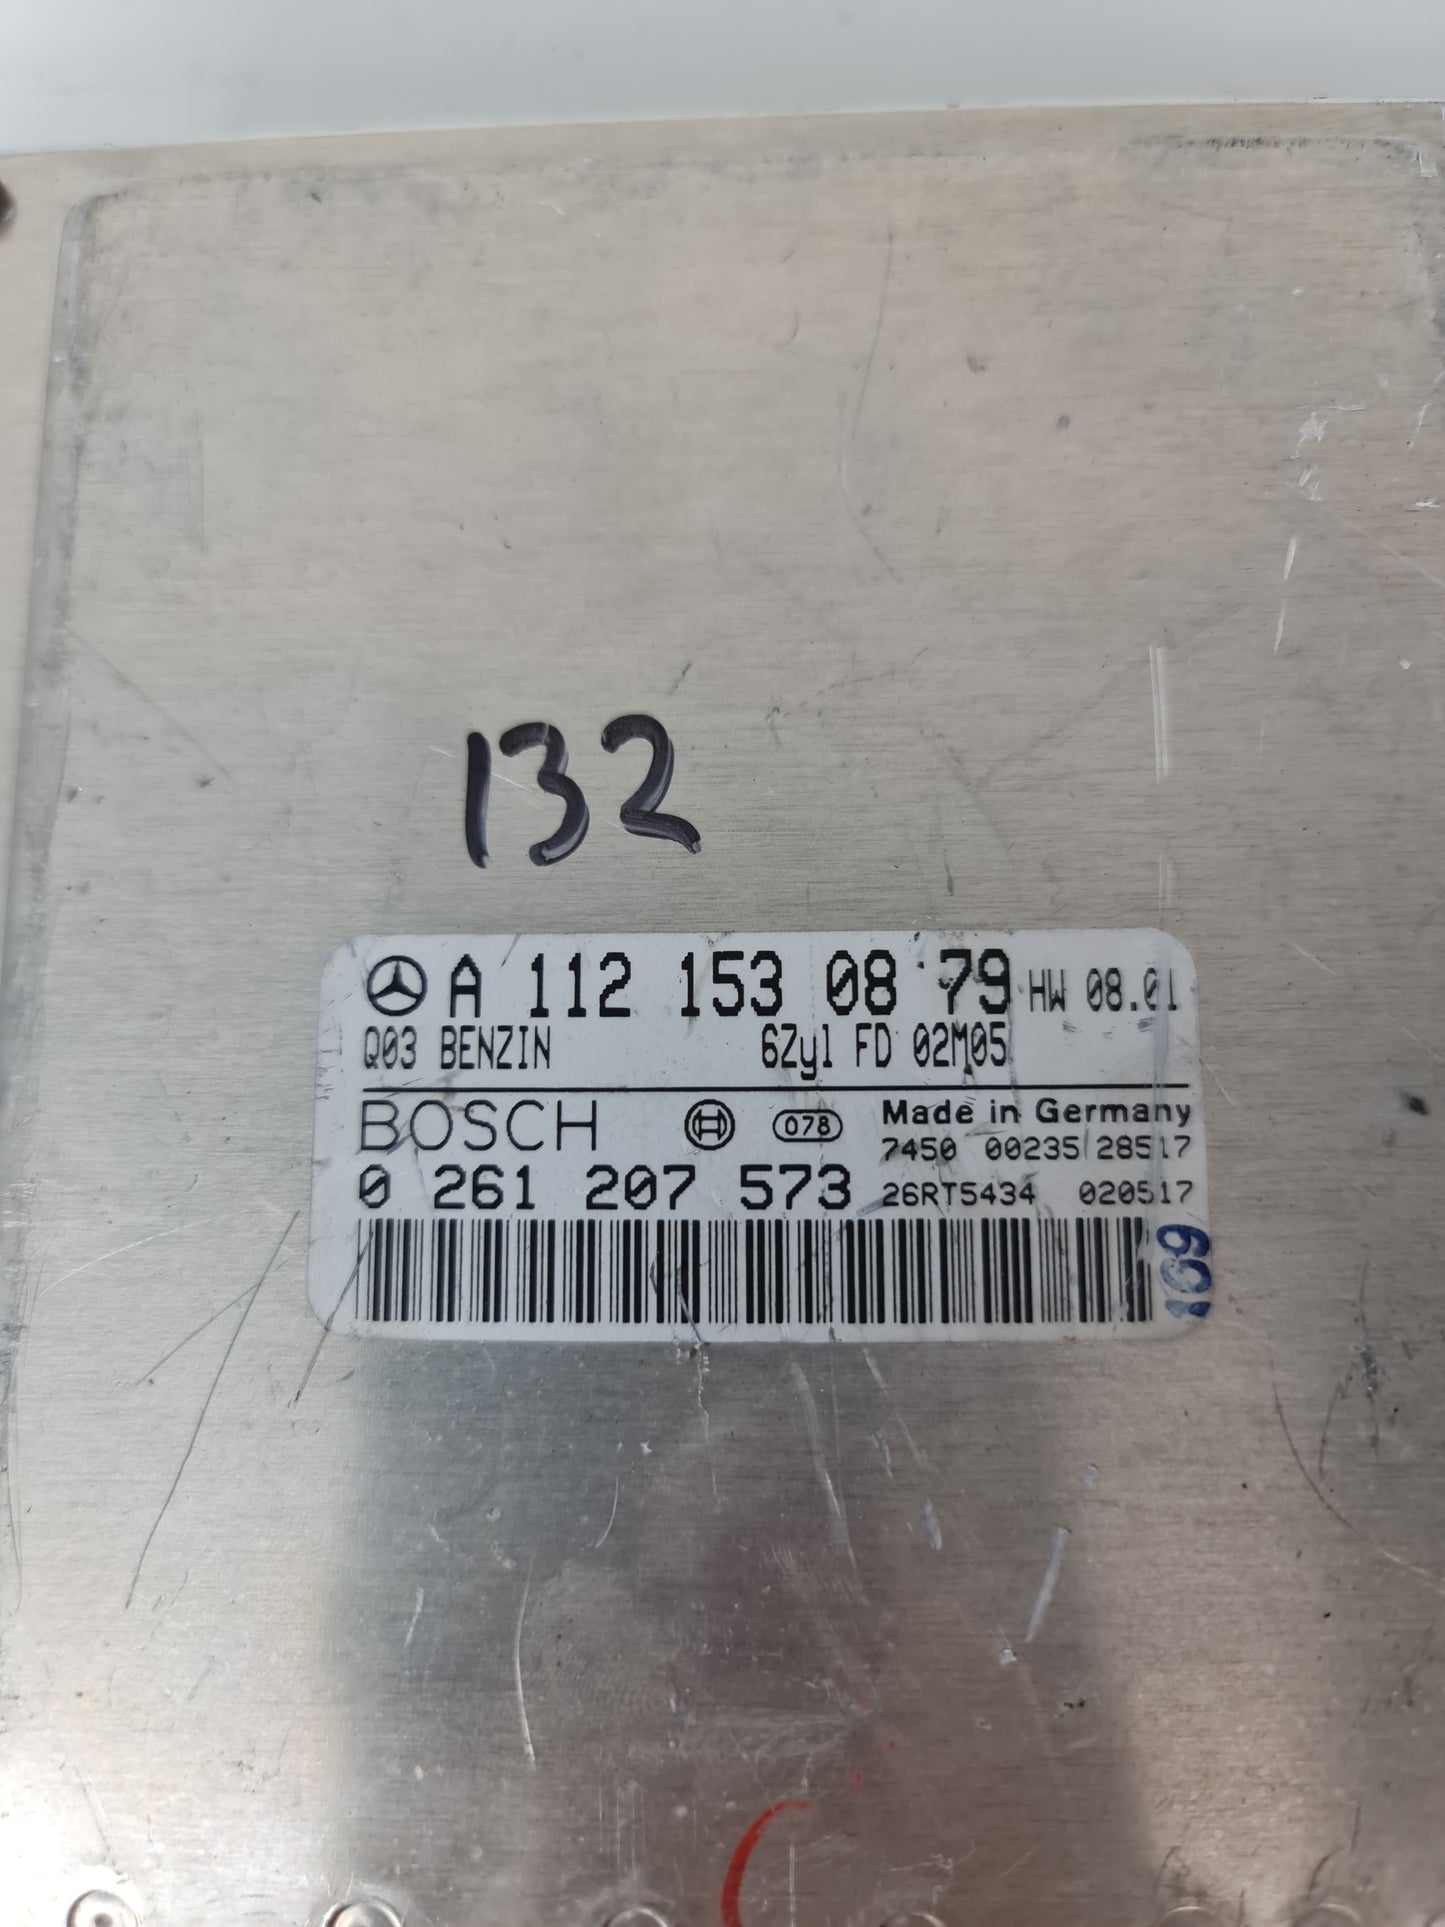 132
A 112 153 08 79 HW 08.01
Q03 BENZIN 6Zyl FD 02M05
BOSCH 078 Made in Germany
7450 00235 28517
0 261 207 573 26RT5434 020517
169